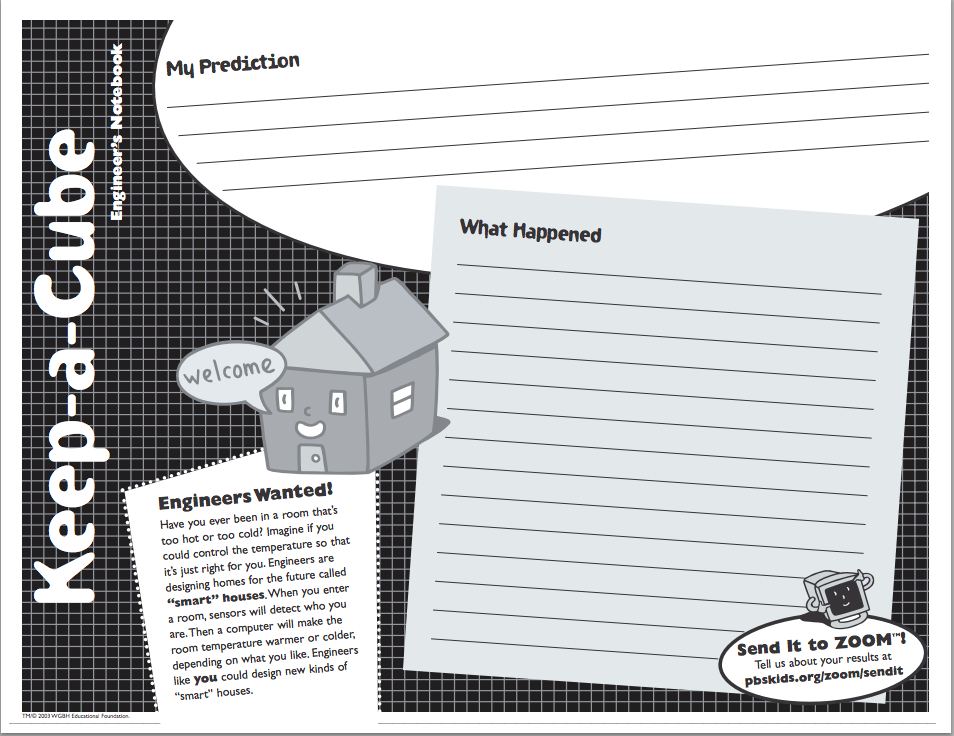 Keep-a-Cube
Engineer's Notebook
My Prediction
What Happened
welcome
Engineers Wanted!
Have you ever been in a room that's
too hot or too cold? Imagine if you
could control the temperature so that
it's just right for you. Engineers are
designing homes for the future called
"smart" houses. When you enter
a room, sensors will detect who you
are. Then a computer will make the
room temperature warmer or colder,
depending on what you like. Engineers
like you could design new kinds of
"smart" houses.
Send It to ZOOM™!
Tell us about your results at
pbskids.org/zoom/sendit
TM/© 2003 WGBH Educational Foundation.